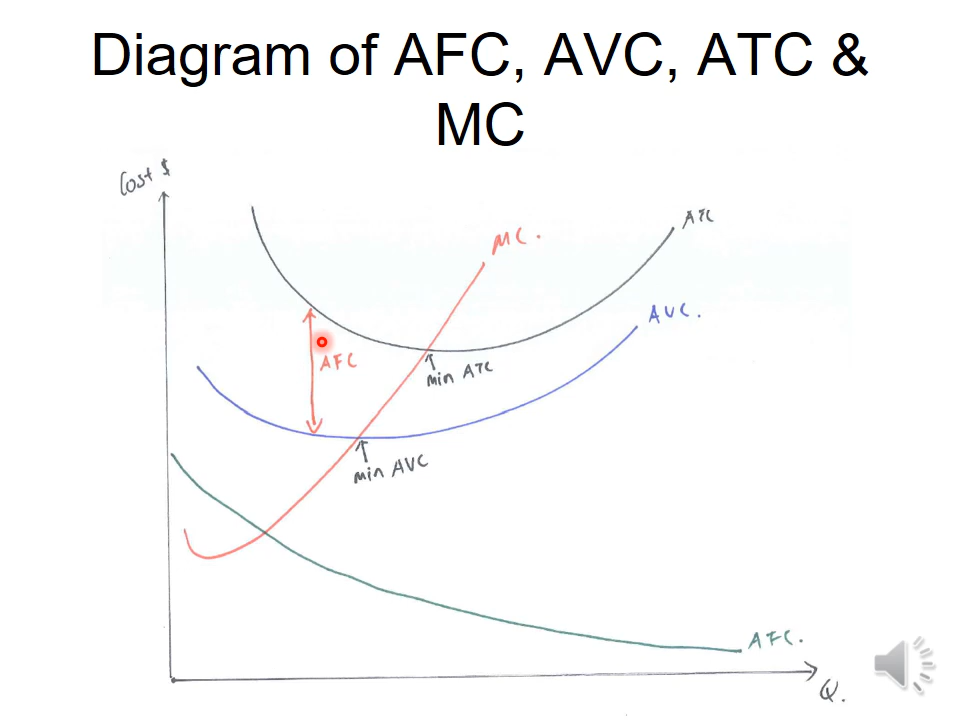 Diagram of AFC, AVC, ATC &
MC
Cost $
ATC
MC.
AVC.
AFC
min ATC
min AVC
AFC.
Q.